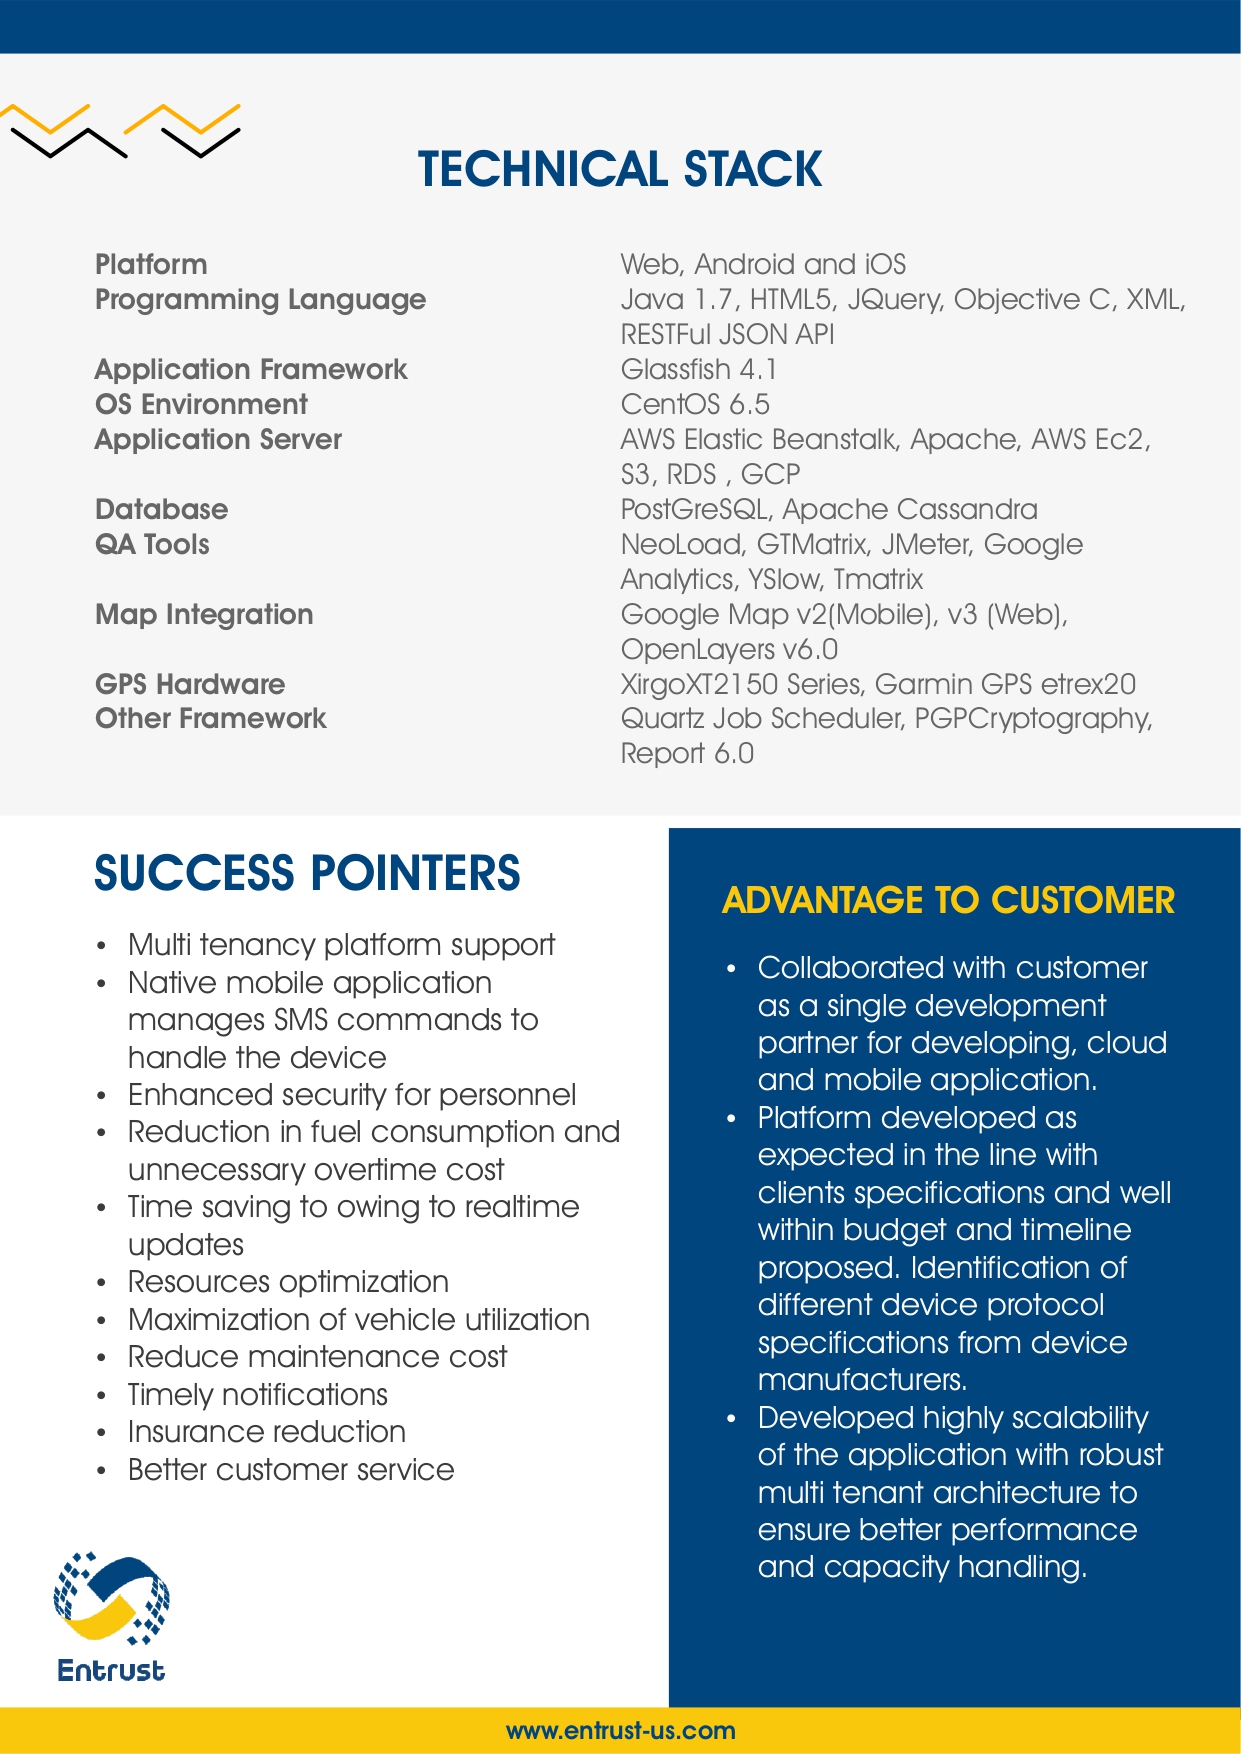 TECHNICAL STACK
Platform Web, Android and iOS
Programming Language Java 1.7, HTML5, JQuery, Objective C, XML,
RESTFul JSON API
Application Framework Glassfish 4.1
OS Environment CentOS 6.5
Application Server AWS Elastic Beanstalk, Apache, AWS Ec2,
S3, RDS , GCP
Database PostGreSQL, Apache Cassandra
QA Tools NeoLoad, GTMatrix, JMeter, Google
Analytics, YSlow, Tmatrix
Map Integration Google Map v2(Mobile), v3 (Web),
OpenLayers v6.0
GPS Hardware XirgoXT2150 Series, Garmin GPS etrex20
Other Framework Quartz Job Scheduler, PGPCryptography,
Report 6.0
SUCCESS POINTERS
• Multi tenancy platform support
• Native mobile application
manages SMS commands to
handle the device
• Enhanced security for personnel
• Reduction in fuel consumption and
unnecessary overtime cost
• Time saving to owing to realtime
updates
• Resources optimization
• Maximization of vehicle utilization
• Reduce maintenance cost
• Timely notifications
• Insurance reduction
• Better customer service
ADVANTAGE TO CUSTOMER
• Collaborated with customer
as a single development
partner for developing, cloud
and mobile application.
• Platform developed as
expected in the line with
clients specifications and well
within budget and timeline
proposed. Identification of
different device protocol
specifications from device
manufacturers.
• Developed highly scalability
of the application with robust
multi tenant architecture to
ensure better performance
and capacity handling.
Entrust
www.entrust-us.com